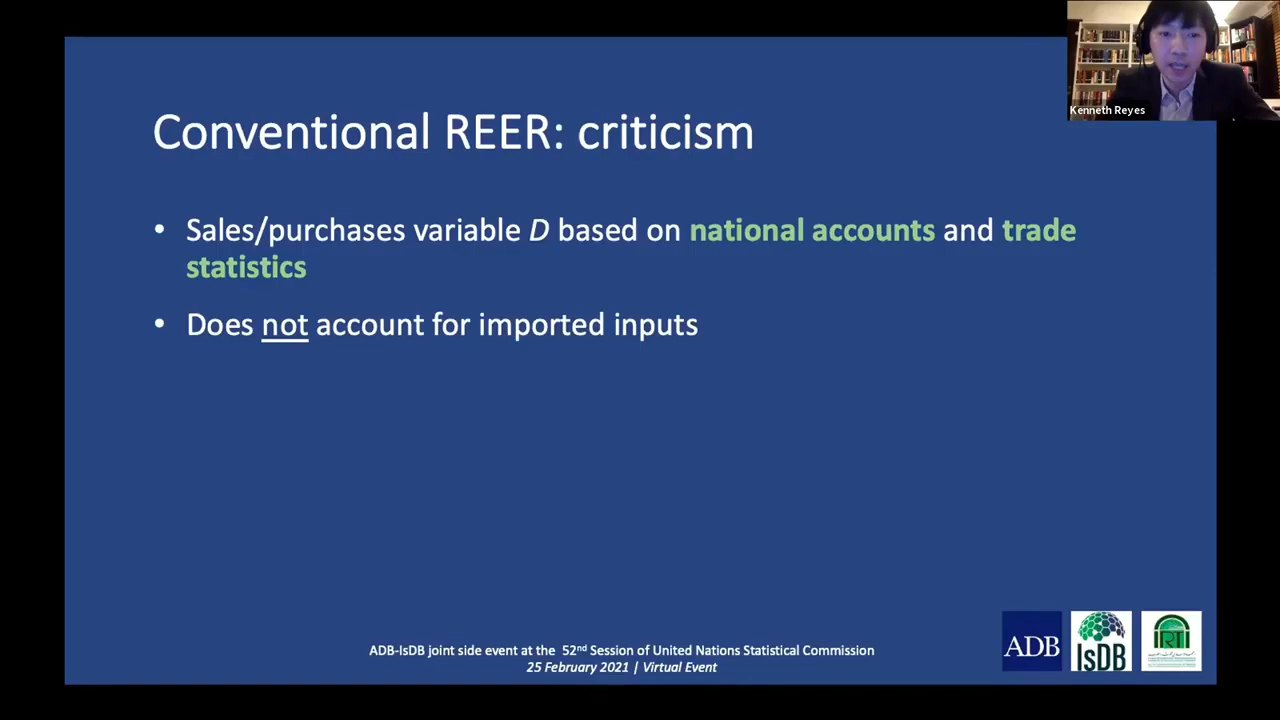 Kenneth Reyes
Conventional REER: criticism
• Sales/purchases variable D based on national accounts and trade
statistics
• Does not account for imported inputs
ADB-IsDB joint side event at the 52nd Session of United Nations Statistical Commission
25 February 2021 | Virtual Event
ADB
IsDB
IRTI